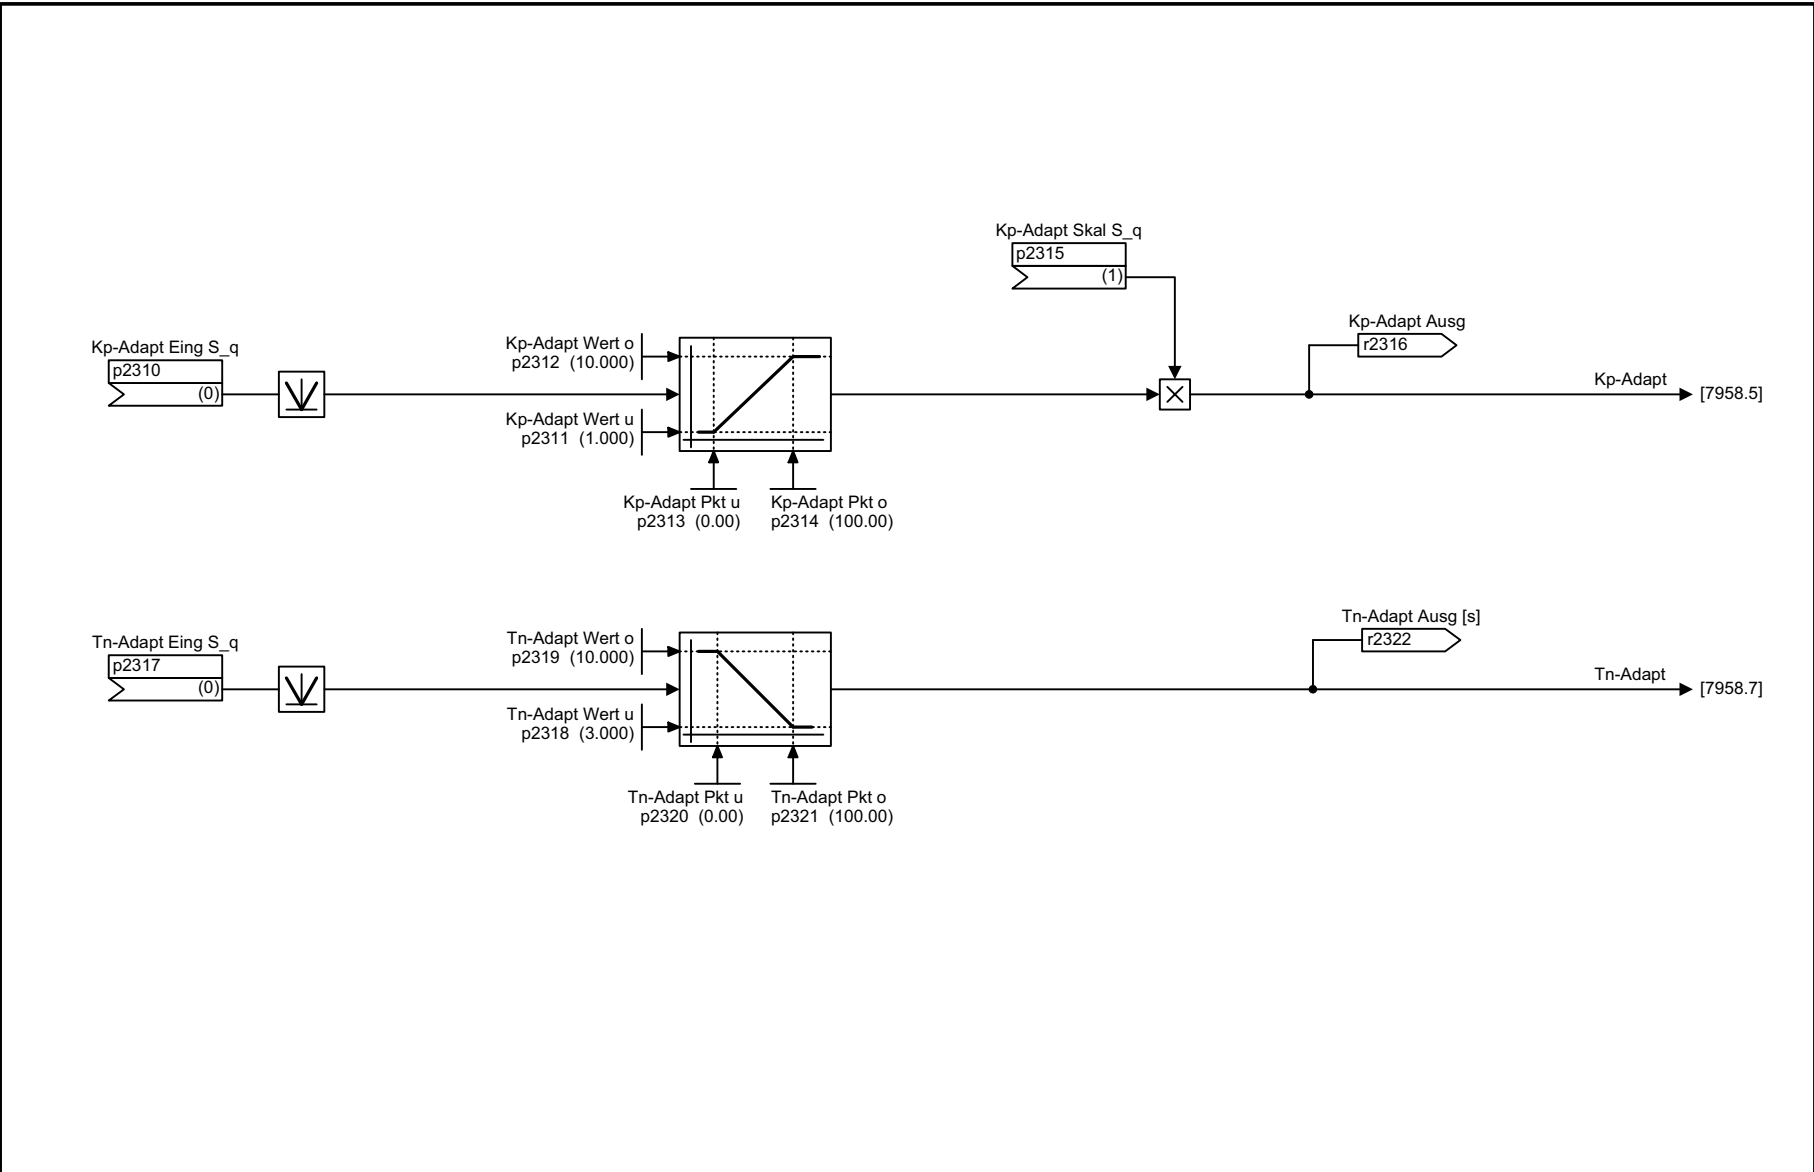 Kp-Adapt Skal S_q
p2315
(1)
Kp-Adapt Eing S_q
p2310
(0)
Kp-Adapt Wert o
p2312 (10.000)
Kp-Adapt Wert u
p2311 (1.000)
Kp-Adapt Pkt u
p2313 (0.00)
Kp-Adapt Pkt o
p2314 (100.00)
Kp-Adapt Ausg
r2316
Kp-Adapt
[7958.5]
Tn-Adapt Eing S_q
p2317
(0)
Tn-Adapt Wert o
p2319 (10.000)
Tn-Adapt Wert u
p2318 (3.000)
Tn-Adapt Pkt u
p2320 (0.00)
Tn-Adapt Pkt o
p2321 (100.00)
Tn-Adapt Ausg [s]
r2322
Tn-Adapt
[7958.7]